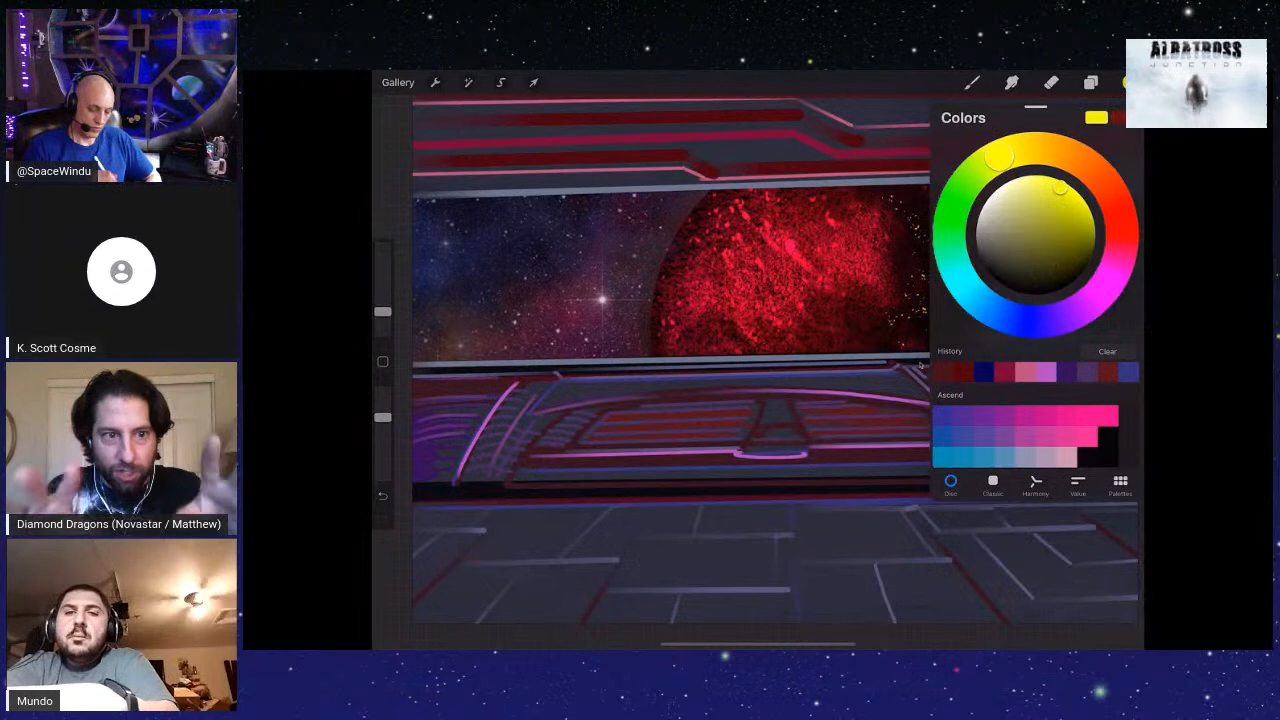 @SpaceWindu
K. Scott Cosme
Diamond Dragons (Novastar / Matthew)
Mundo
Gallery
Colors
History
Clear
Ascend
Disc
Classic
Harmony
Value
Palettes
ALBATROSS
JUNCTION